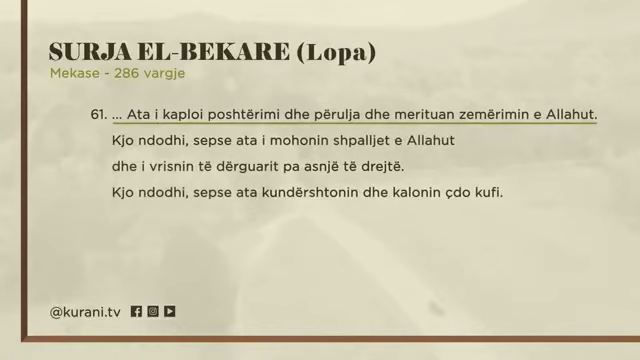 SURJA EL-BEKARE (Lopa)
Mekase - 286 vargje
61. ... Ata i kaploi poshtërimi dhe përulja dhe merituan zemërimin e Allahut.
Kjo ndodhi, sepse ata i mohonin shpalljet e Allahut
dhe i vrisnin të dërguarit pa asnjë të drejtë.
Kjo ndodhi, sepse ata kundërshtonin dhe kalonin çdo kufi.
@kurani.tv